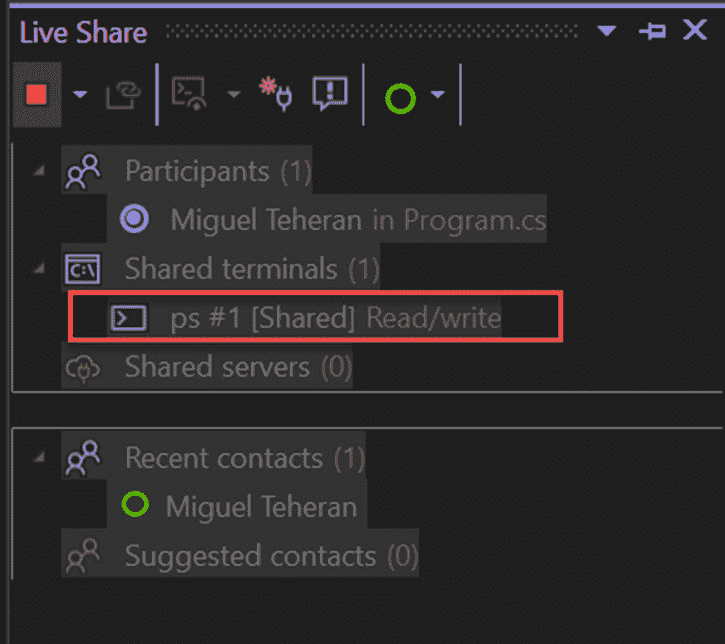 Live Share
Participants (1)
Miguel Teheran in Program.cs
C:\
Shared terminals (1)
ps #1 [Shared] Read/write
Shared servers (0)
Recent contacts (1)
Miguel Teheran
Suggested contacts (0)